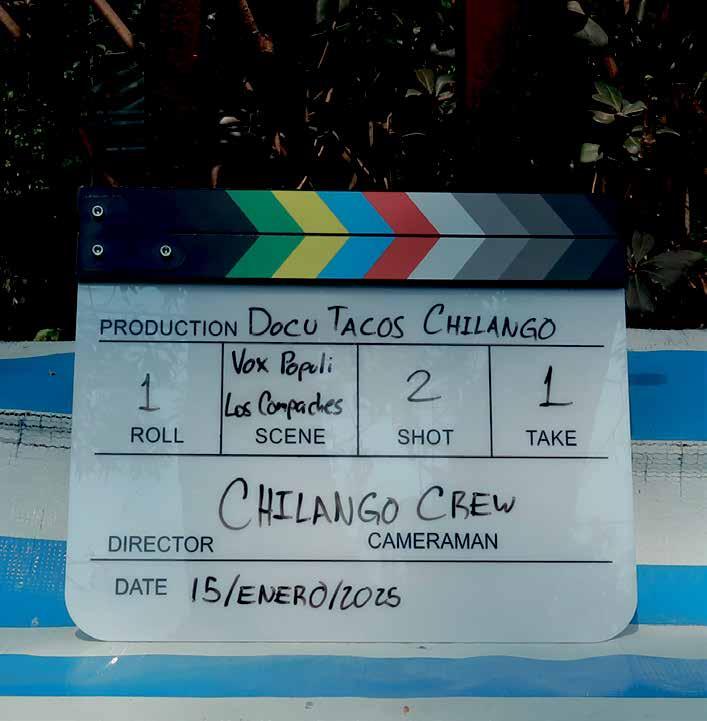 PRODUCTION DOCU TACOS CHILANGO
1
ROLL
Vox Populi
Los Compaches
SCENE
2
SHOT
1
TAKE
CHILANGO CREW
DIRECTOR
CAMERAMAN
DATE 15/ENERO/2025